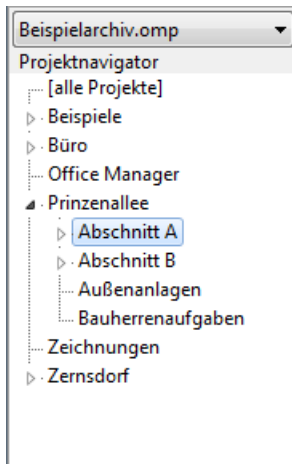 Beispielarchiv.omp
Projektnavigator
[alle Projekte]
Beispiele
Büro
Office Manager
Prinzenallee
Abschnitt A
Abschnitt B
Außenanlagen
Bauherrenaufgaben
Zeichnungen
Zernsdorf